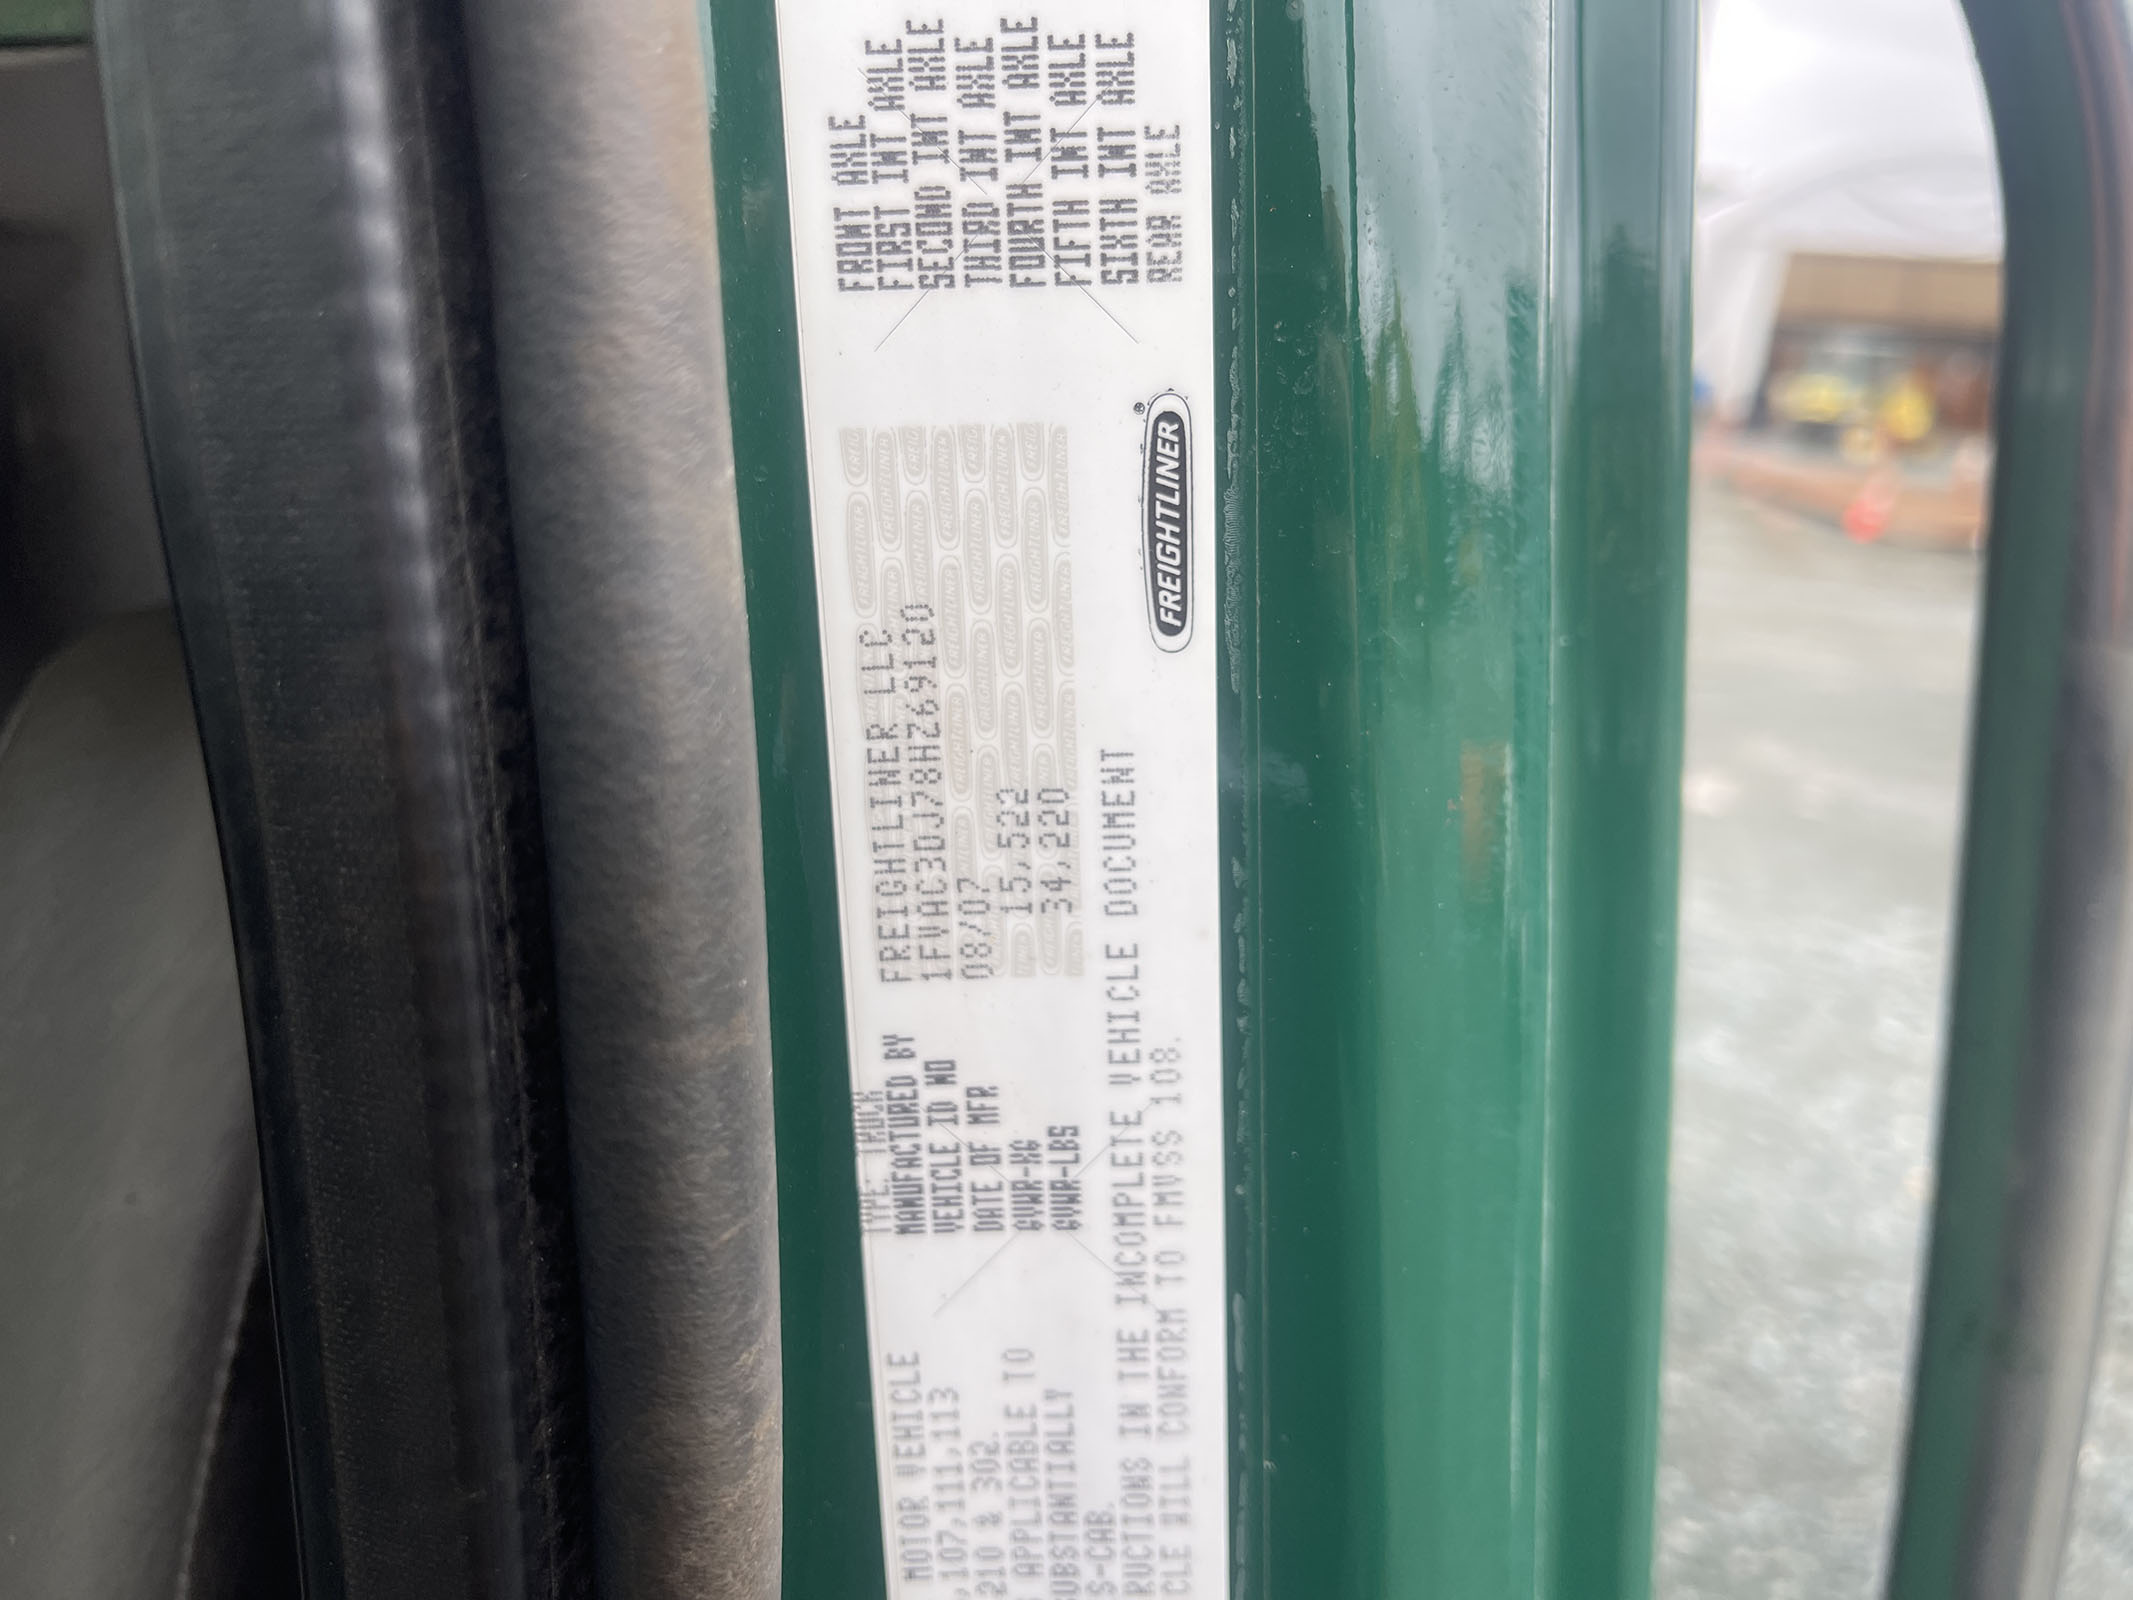 MOTOR VEHICLE
,107,111,113
210 & 302.
APPLICABLE TO
SUBSTANTIALLY
S-CAB.
RUCTIONS IN THE INCOMPLETE VEHICLE DOCUMENT
CLE WILL CONFORM TO FMVSS 108.
TYPE: TRUCK
MANUFACTURED BY FREIGHTLINER LLC
VEHICLE ID NO 1FVAC3DJ78HZ69120
DATE OF MFR 08/07
GVWR-KG 15,522
GVWR-LBS 34,220
FREIGHTLINER®
FRONT AXLE
FIRST INT AXLE
SECOND INT AXLE
THIRD INT AXLE
FOURTH INT AXLE
FIFTH INT AXLE
SIXTH INT AXLE
REAR AXLE